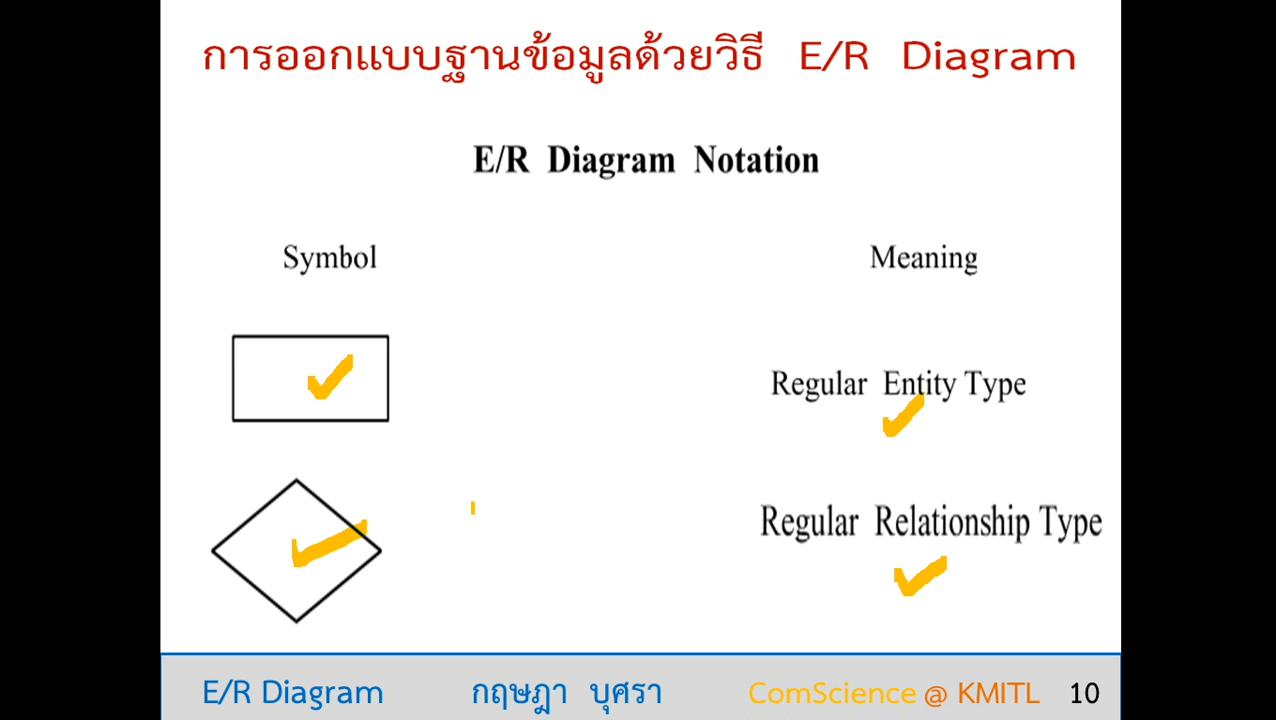 การออกแบบฐานข้อมูลด้วยวิธี E/R Diagram
E/R Diagram Notation
Symbol Meaning
Regular Entity Type
Regular Relationship Type
E/R Diagram กฤษฎา บุศรา ComScience @ KMITL 10